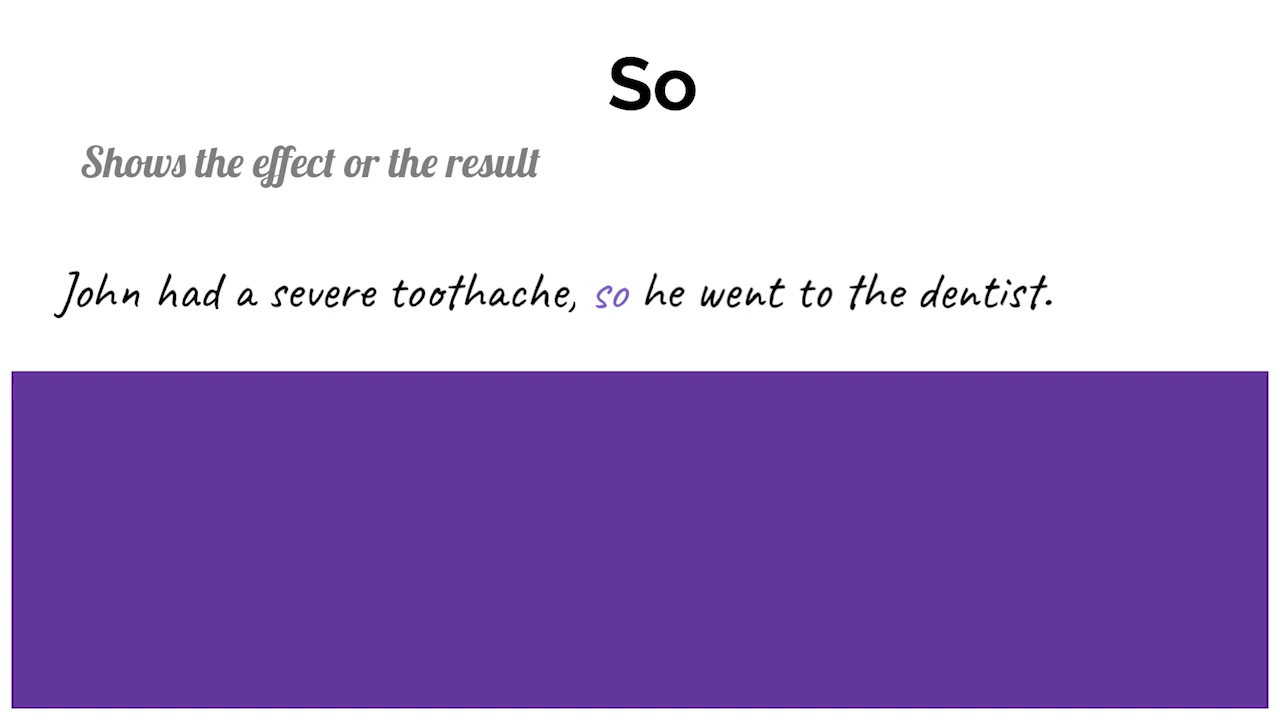 So
Shows the effect or the result
John had a severe toothache, so he went to the dentist.